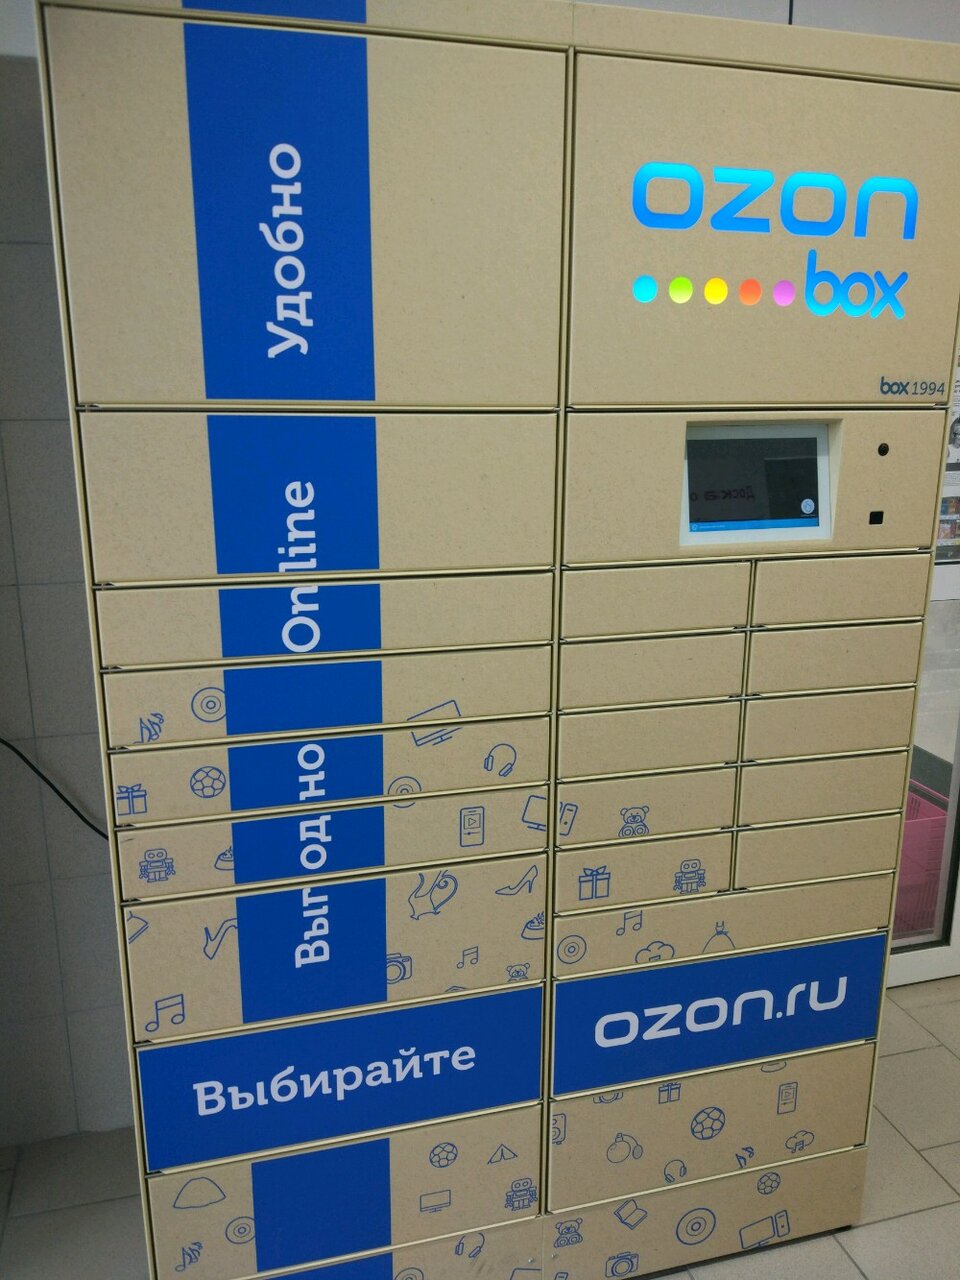 Удобно
Online
Выгодно
Выбирайте
ozon
box
box 1994
ozon.ru